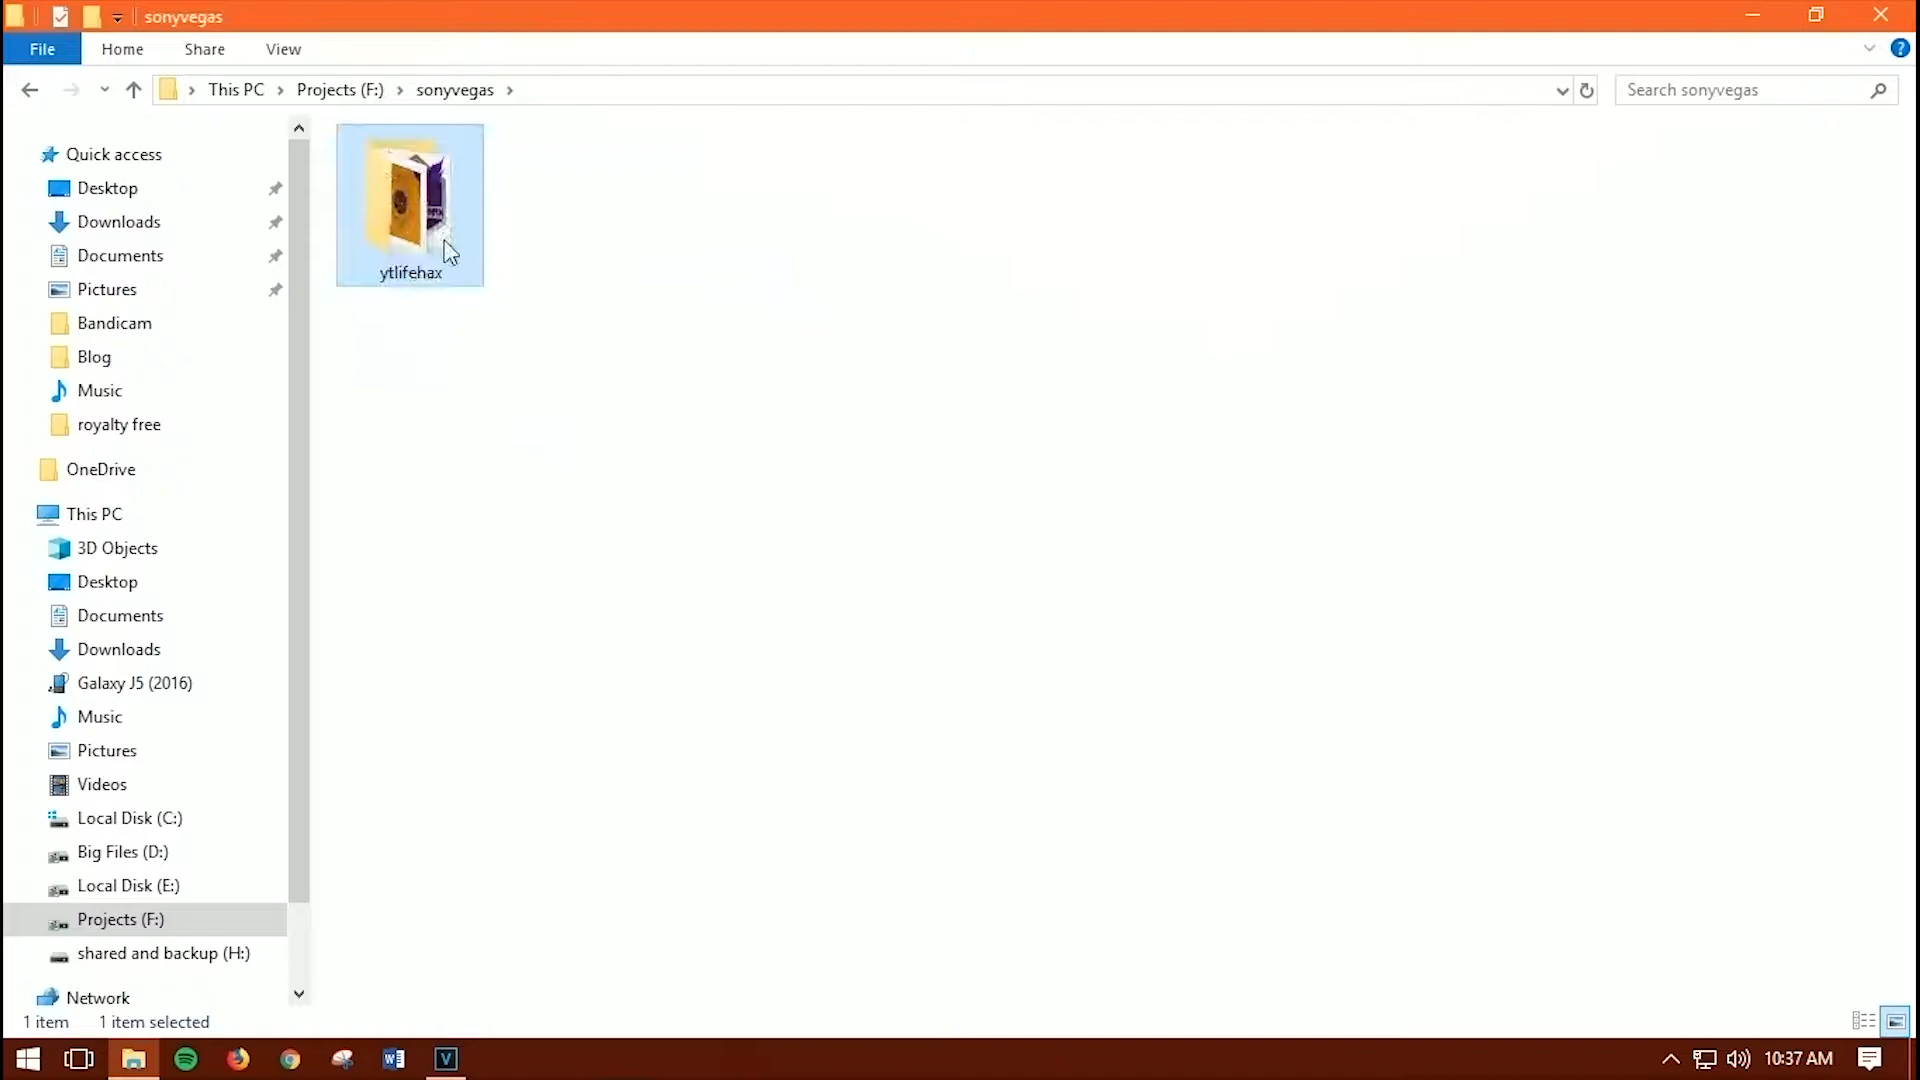 sonyvegas
File Home Share View
This PC Projects (F:) sonyvegas
Search sonyvegas
Quick access
Desktop
Downloads
Documents
Pictures
Bandicam
Blog
Music
royalty free
OneDrive
This PC
3D Objects
Desktop
Documents
Downloads
Galaxy J5 (2016)
Music
Pictures
Videos
Local Disk (C:)
Big Files (D:)
Local Disk (E:)
Projects (F:)
shared and backup (H:)
Network
ytlifehax
1 item 1 item selected
10:37 AM